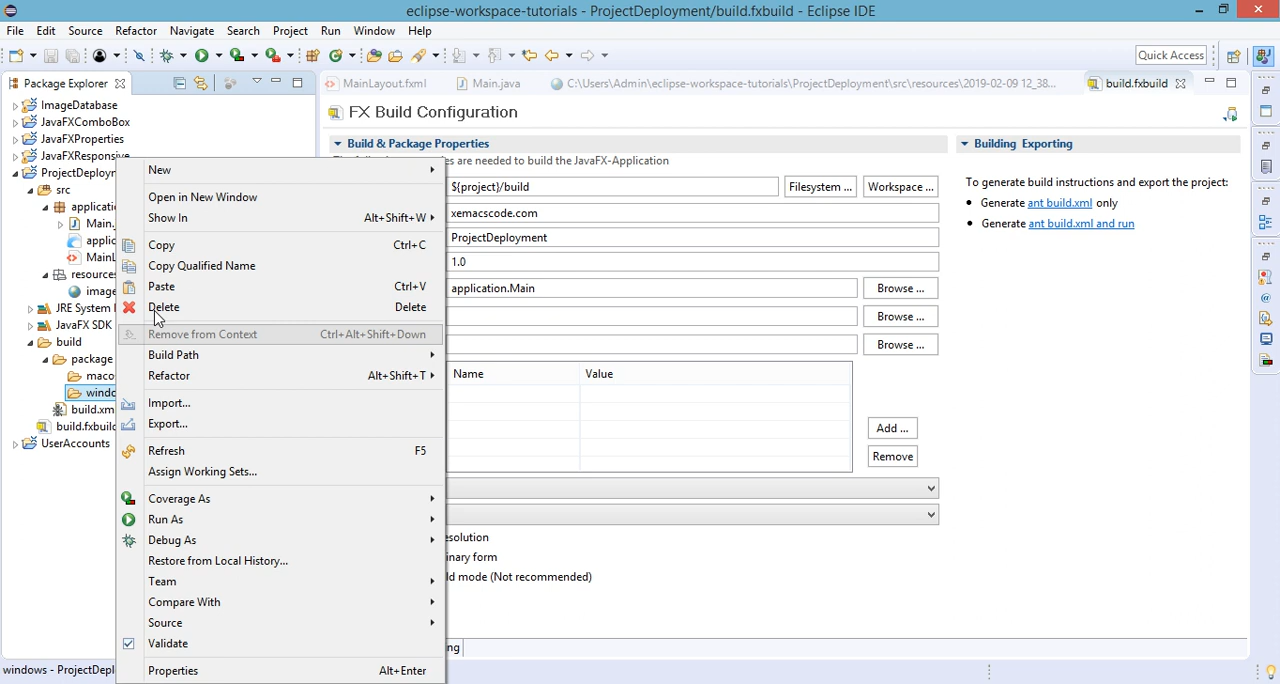 eclipse-workspace-tutorials - ProjectDeployment/build.fxbuild - Eclipse IDE
File Edit Source Refactor Navigate Search Project Run Window Help
Quick Access
Package Explorer
MainLayout.fxml Main.java C:\Users\Admin\eclipse-workspace-tutorials\ProjectDeployment\src\resources\2019-02-09 12_38... build.fxbuild
ImageDatabase
JavaFXComboBox
JavaFXProperties
JavaFXResponsive
ProjectDeployr
src
applicati
Main.
applic
MainL
resources
image
JRE System
JavaFX SDK
build
package
macos
windo
build.xm
build.fxbuild
UserAccounts
New
Open in New Window
Show In Alt+Shift+W
Copy Ctrl+C
Copy Qualified Name
Paste Ctrl+V
Delete Delete
Remove from Context Ctrl+Alt+Shift+Down
Build Path
Refactor Alt+Shift+T
Import...
Export...
Refresh F5
Assign Working Sets...
Coverage As
Run As
Debug As
Restore from Local History...
Team
Compare With
Source
Validate
Properties Alt+Enter
FX Build Configuration
Build & Package Properties
es are needed to build the JavaFX-Application
${project}/build Filesystem ... Workspace ...
xemacscode.com
ProjectDeployment
1.0
application.Main Browse ...
Browse ...
Browse ...
Name Value
Add ...
Remove
esolution
inary form
ld mode (Not recommended)
ng
Building Exporting
To generate build instructions and export the project:
• Generate ant build.xml only
• Generate ant build.xml and run
windows - ProjectDepl